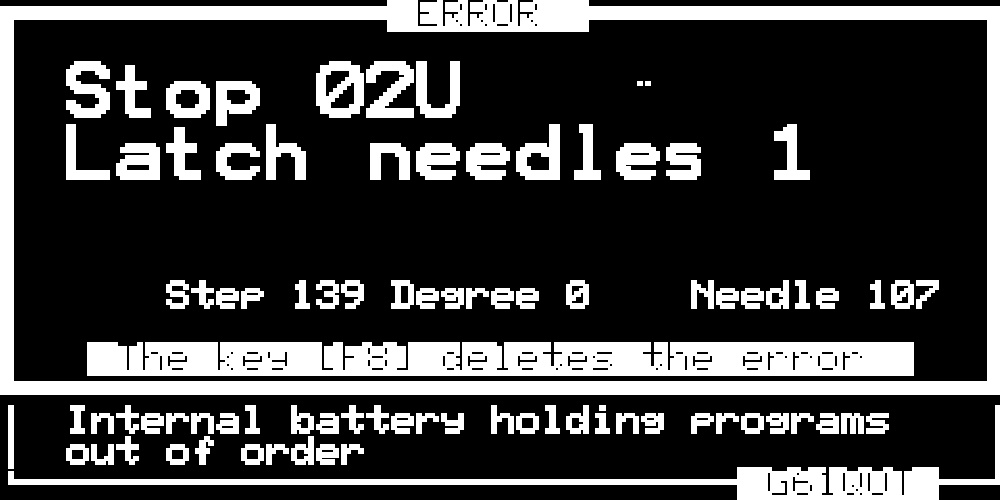 ERROR
Stop 02U ¨
Latch needles 1
Step 139 Degree 0 Needle 107
The key [F8] deletes the error
Internal battery holding programs
out of order
G61QUT